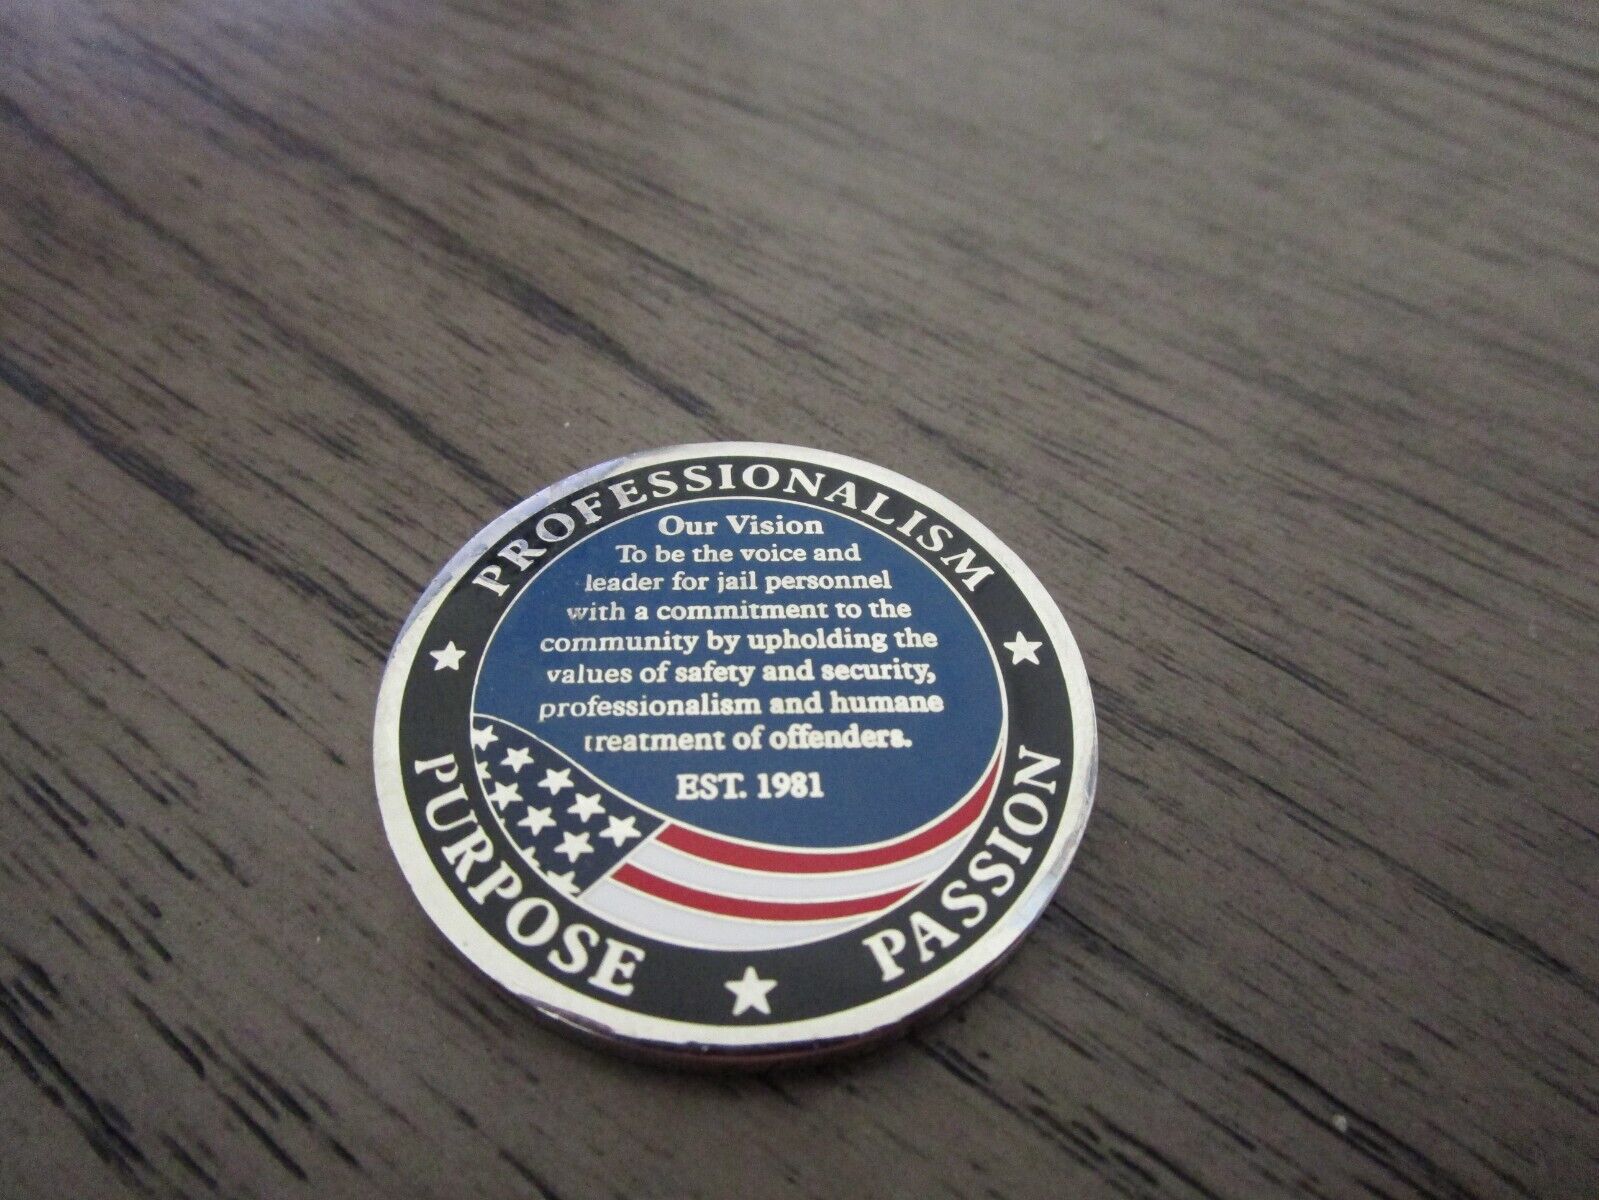 PROFESSIONALISM
Our Vision
To be the voice and
leader for jail personnel
with a commitment to the
community by upholding the
values of safety and security,
professionalism and humane
treatment of offenders.
EST. 1981
PURPOSE
PASSION